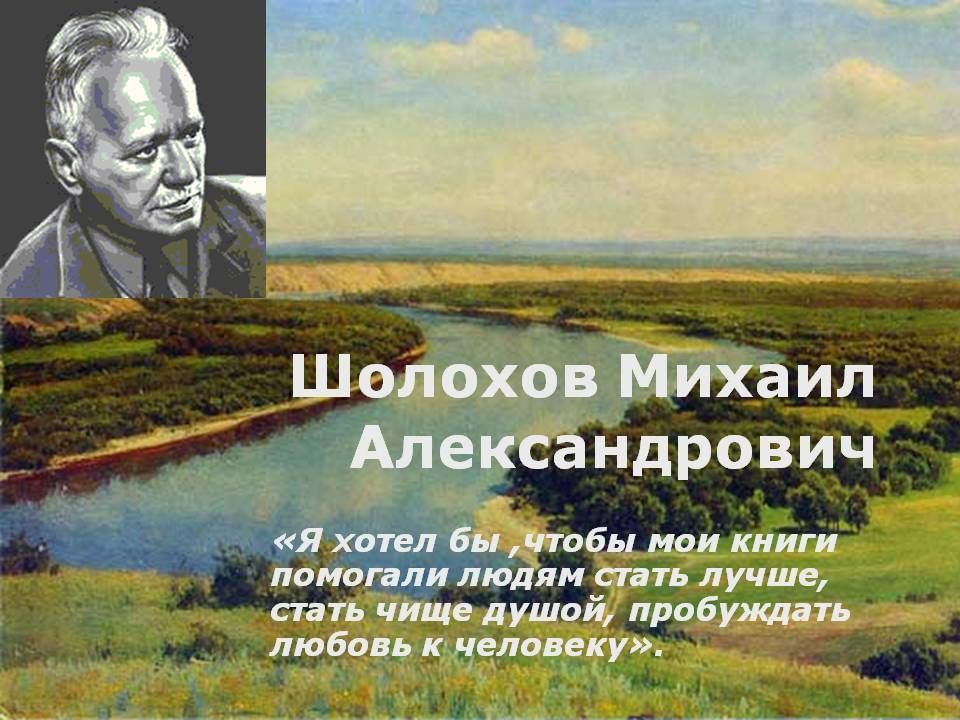 Шолохов Михаил
Александрович
«Я хотел бы ,чтобы мои книги
помогали людям стать лучше,
стать чище душой, пробуждать
любовь к человеку».